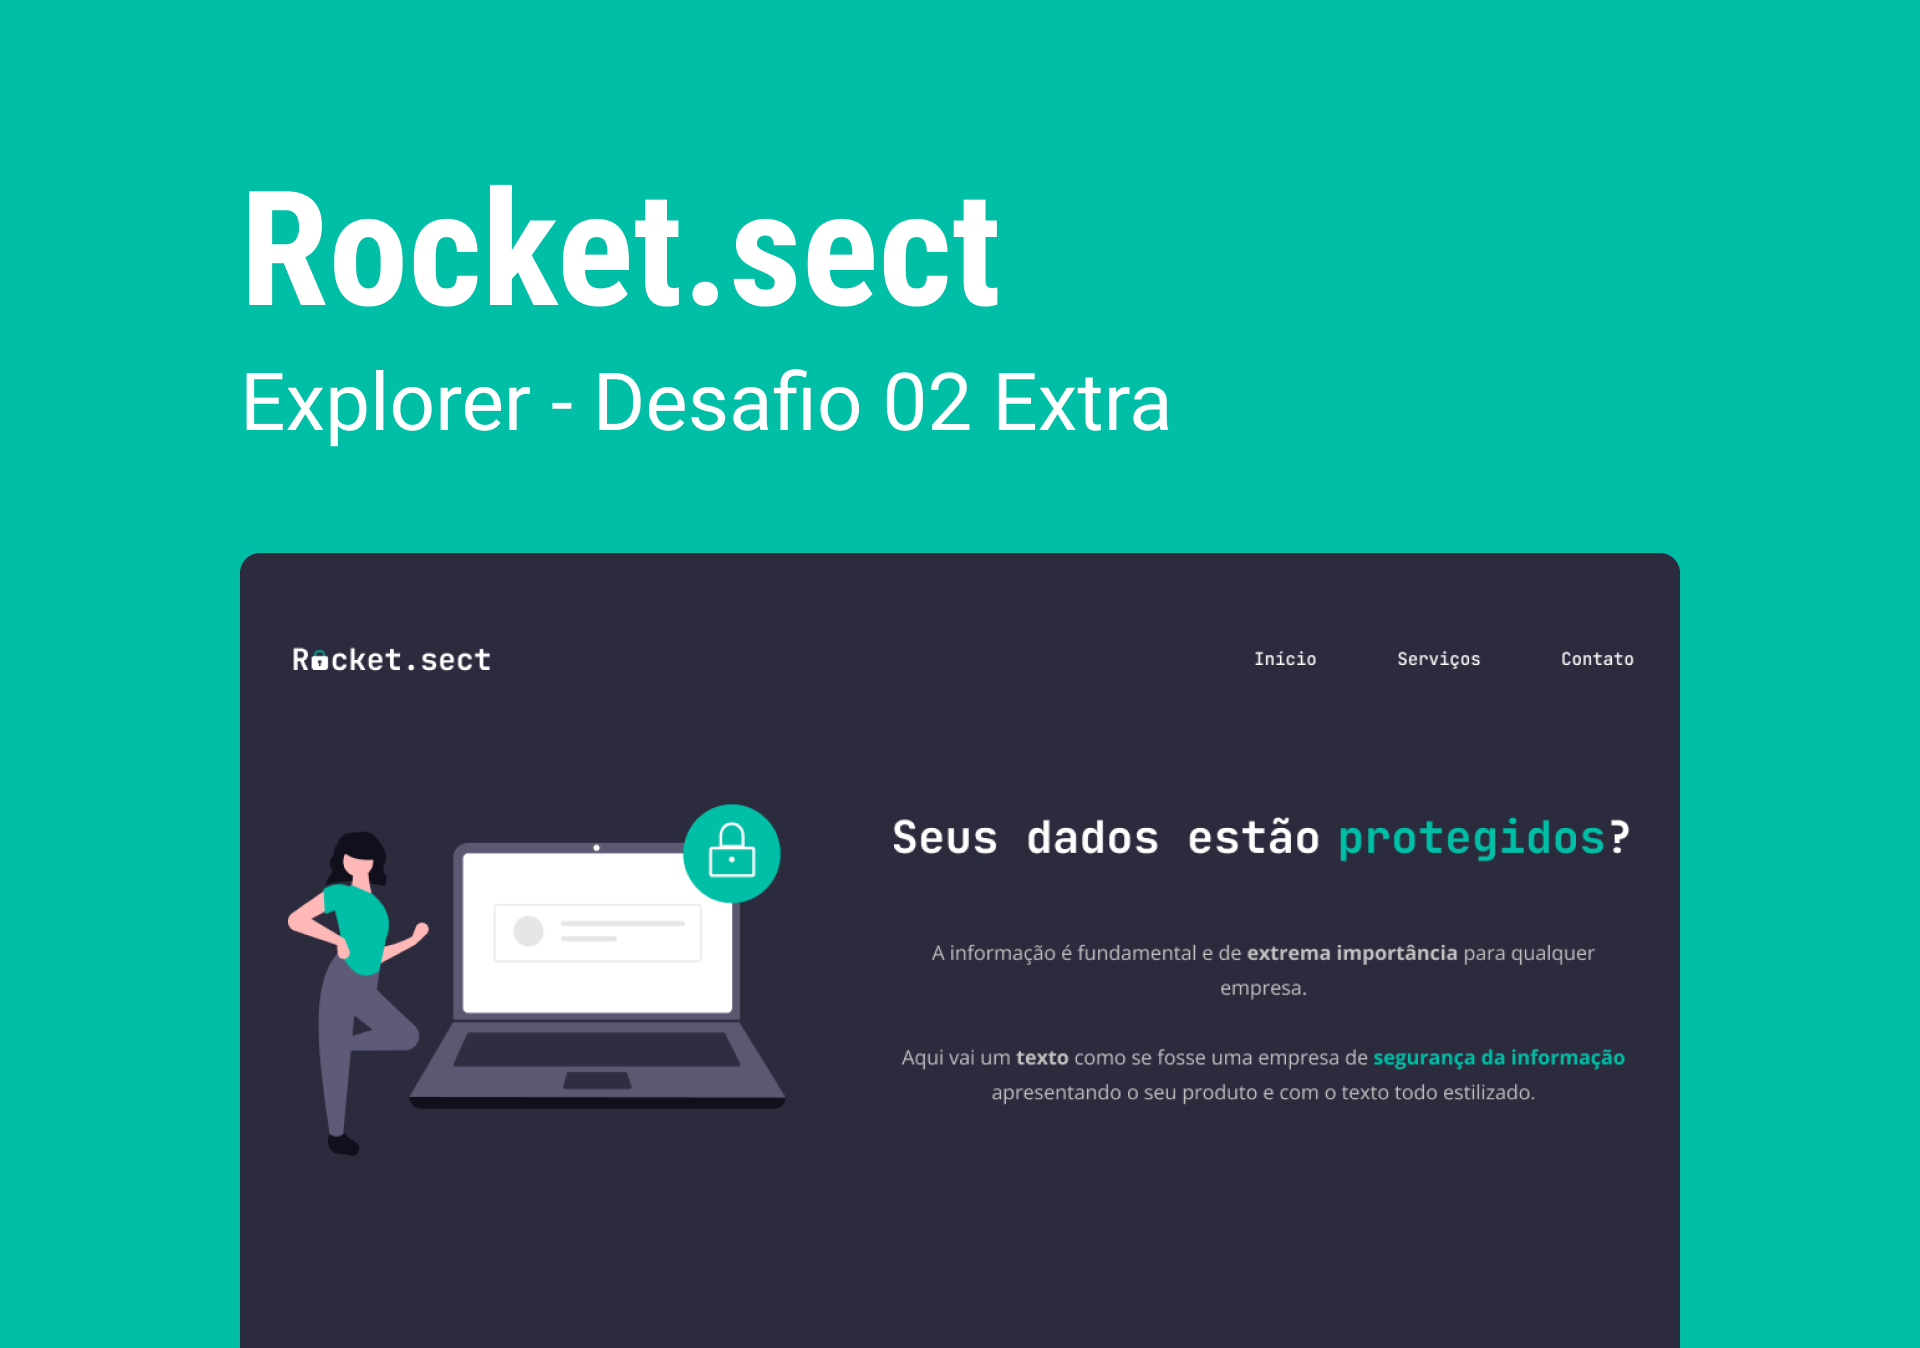 Rocket.sect
Explorer - Desafio 02 Extra
Rocket.sect
Início
Serviços
Contato
Seus dados estão protegidos?
A informação é fundamental e de extrema importância para qualquer
empresa.
Aqui vai um texto como se fosse uma empresa de segurança da informação
apresentando o seu produto e com o texto todo estilizado.